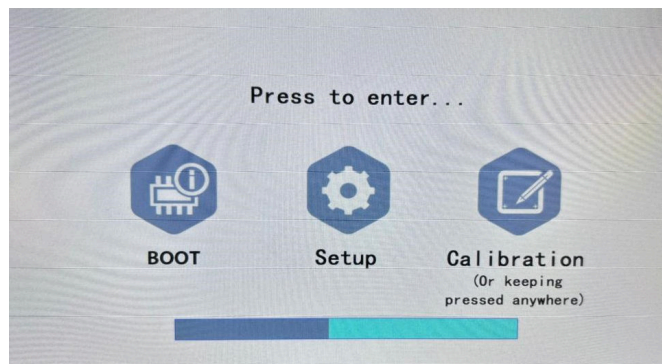 Press to enter...
BOOT
Setup
Calibration
(Or keeping
pressed anywhere)